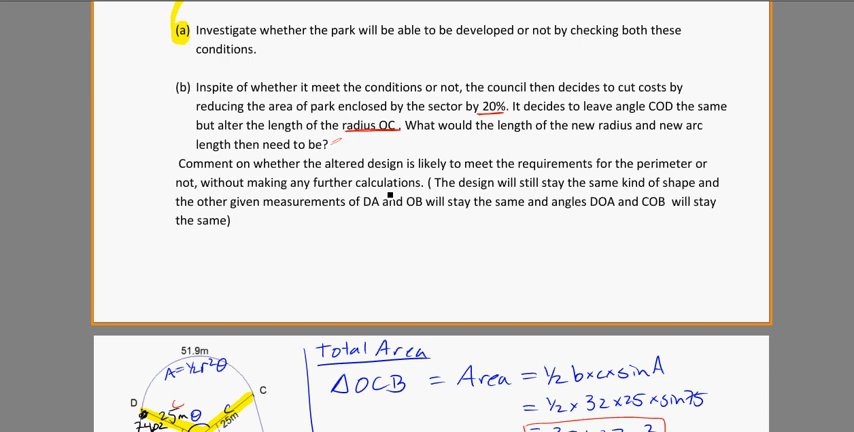 (a) Investigate whether the park will be able to be developed or not by checking both these
conditions.
(b) Inspite of whether it meet the conditions or not, the council then decides to cut costs by
reducing the area of park enclosed by the sector by 20%. It decides to leave angle COD the same
but alter the length of the radius OC. What would the length of the new radius and new arc
length then need to be?
Comment on whether the altered design is likely to meet the requirements for the perimeter or
not, without making any further calculations. ( The design will still stay the same kind of shape and
the other given measurements of DA and OB will stay the same and angles DOA and COB will stay
the same)
51.9m
A=½r²θ
C
D
25m θ
25m
Total Area
△OCB = Area = ½ b×c×sinA
= ½ × 32×25 ×sin75